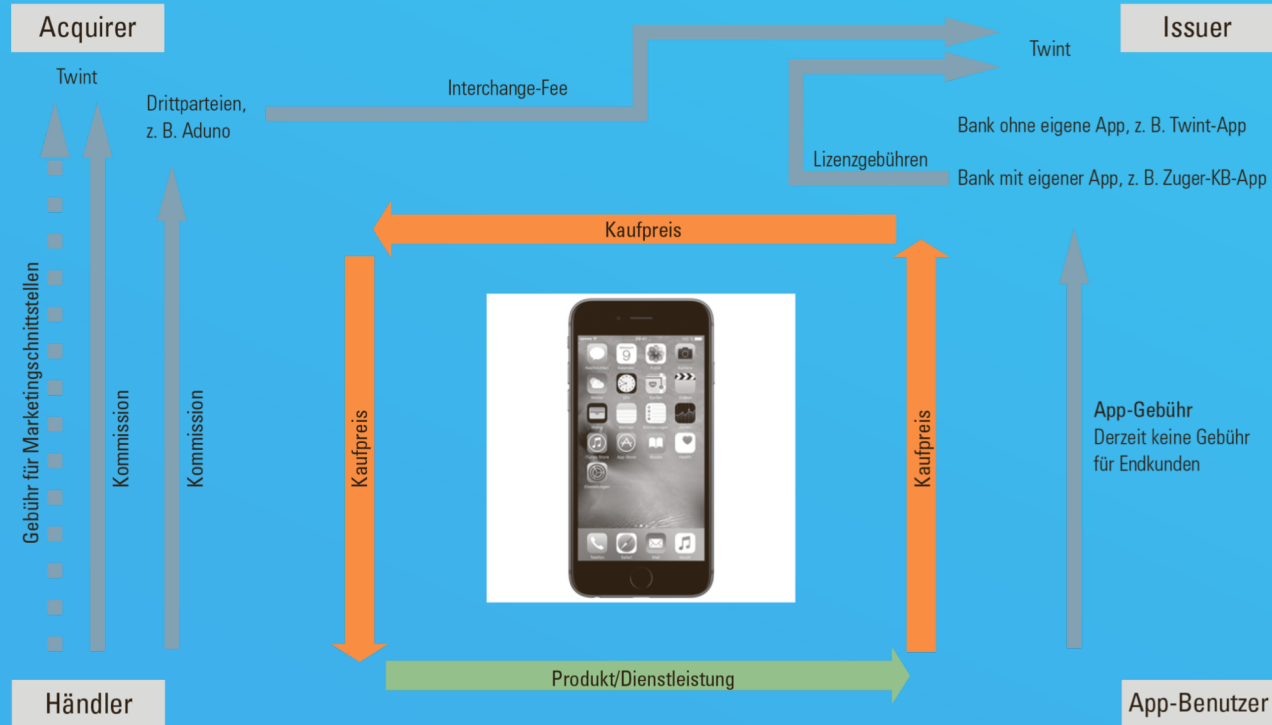 Acquirer
Issuer
Twint
Twint
Drittparteien,
z. B. Aduno
Interchange-Fee
Bank ohne eigene App, z. B. Twint-App
Lizenzgebühren
Bank mit eigener App, z. B. Zuger-KB-App
Kaufpreis
Gebühr für Marketingschnittstellen
Kommission
Kommission
Kaufpreis
9
Kaufpreis
App-Gebühr
Derzeit keine Gebühr
für Endkunden
Produkt/Dienstleistung
Händler
App-Benutzer